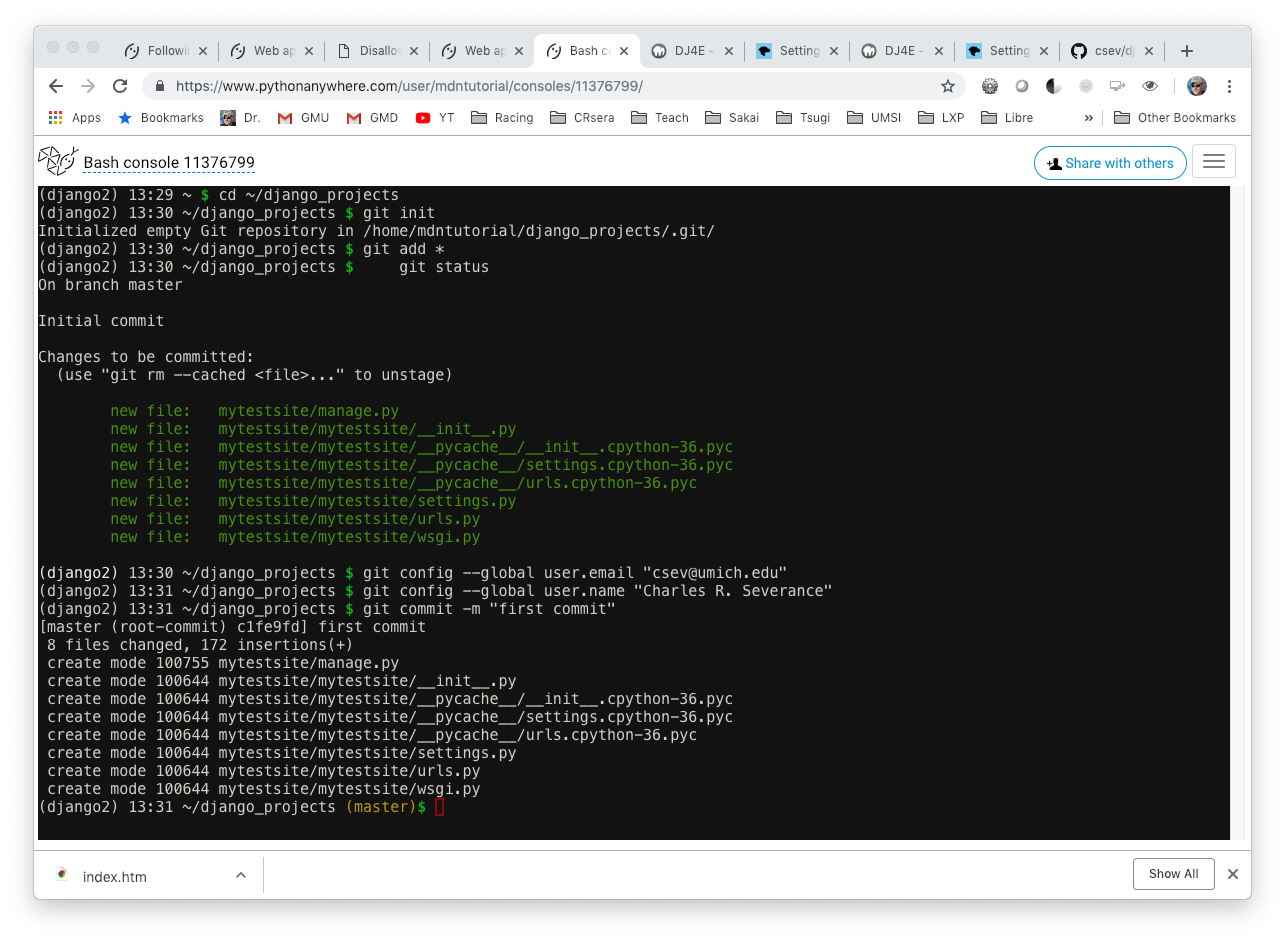 Followi
Web ap
Disallow
Web ap
Bash co
DJ4E -
Setting
DJ4E -
Setting
csev/dj
https://www.pythonanywhere.com/user/mdntutorial/consoles/11376799/
Apps Bookmarks Dr. GMU GMD YT Racing CRsera Teach Sakai Tsugi UMSI LXP Libre » Other Bookmarks
Bash console 11376799
Share with others
(django2) 13:29 ~ $ cd ~/django_projects
(django2) 13:30 ~/django_projects $ git init
Initialized empty Git repository in /home/mdntutorial/django_projects/.git/
(django2) 13:30 ~/django_projects $ git add *
(django2) 13:30 ~/django_projects $     git status
On branch master
Initial commit
Changes to be committed:
  (use "git rm --cached <file>..." to unstage)
        new file:   mytestsite/manage.py
        new file:   mytestsite/mytestsite/__init__.py
        new file:   mytestsite/mytestsite/__pycache__/__init__.cpython-36.pyc
        new file:   mytestsite/mytestsite/__pycache__/settings.cpython-36.pyc
        new file:   mytestsite/mytestsite/__pycache__/urls.cpython-36.pyc
        new file:   mytestsite/mytestsite/settings.py
        new file:   mytestsite/mytestsite/urls.py
        new file:   mytestsite/mytestsite/wsgi.py
(django2) 13:30 ~/django_projects $ git config --global user.email "csev@umich.edu"
(django2) 13:31 ~/django_projects $ git config --global user.name "Charles R. Severance"
(django2) 13:31 ~/django_projects $ git commit -m "first commit"
[master (root-commit) c1fe9fd] first commit
 8 files changed, 172 insertions(+)
 create mode 100755 mytestsite/manage.py
 create mode 100644 mytestsite/mytestsite/__init__.py
 create mode 100644 mytestsite/mytestsite/__pycache__/__init__.cpython-36.pyc
 create mode 100644 mytestsite/mytestsite/__pycache__/settings.cpython-36.pyc
 create mode 100644 mytestsite/mytestsite/__pycache__/urls.cpython-36.pyc
 create mode 100644 mytestsite/mytestsite/settings.py
 create mode 100644 mytestsite/mytestsite/urls.py
 create mode 100644 mytestsite/mytestsite/wsgi.py
(django2) 13:31 ~/django_projects (master)$
index.htm
Show All